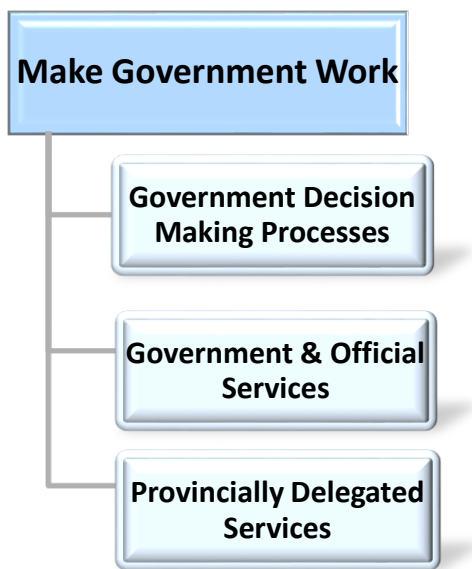 Make Government Work
Government Decision
Making Processes
Government & Official
Services
Provincially Delegated
Services